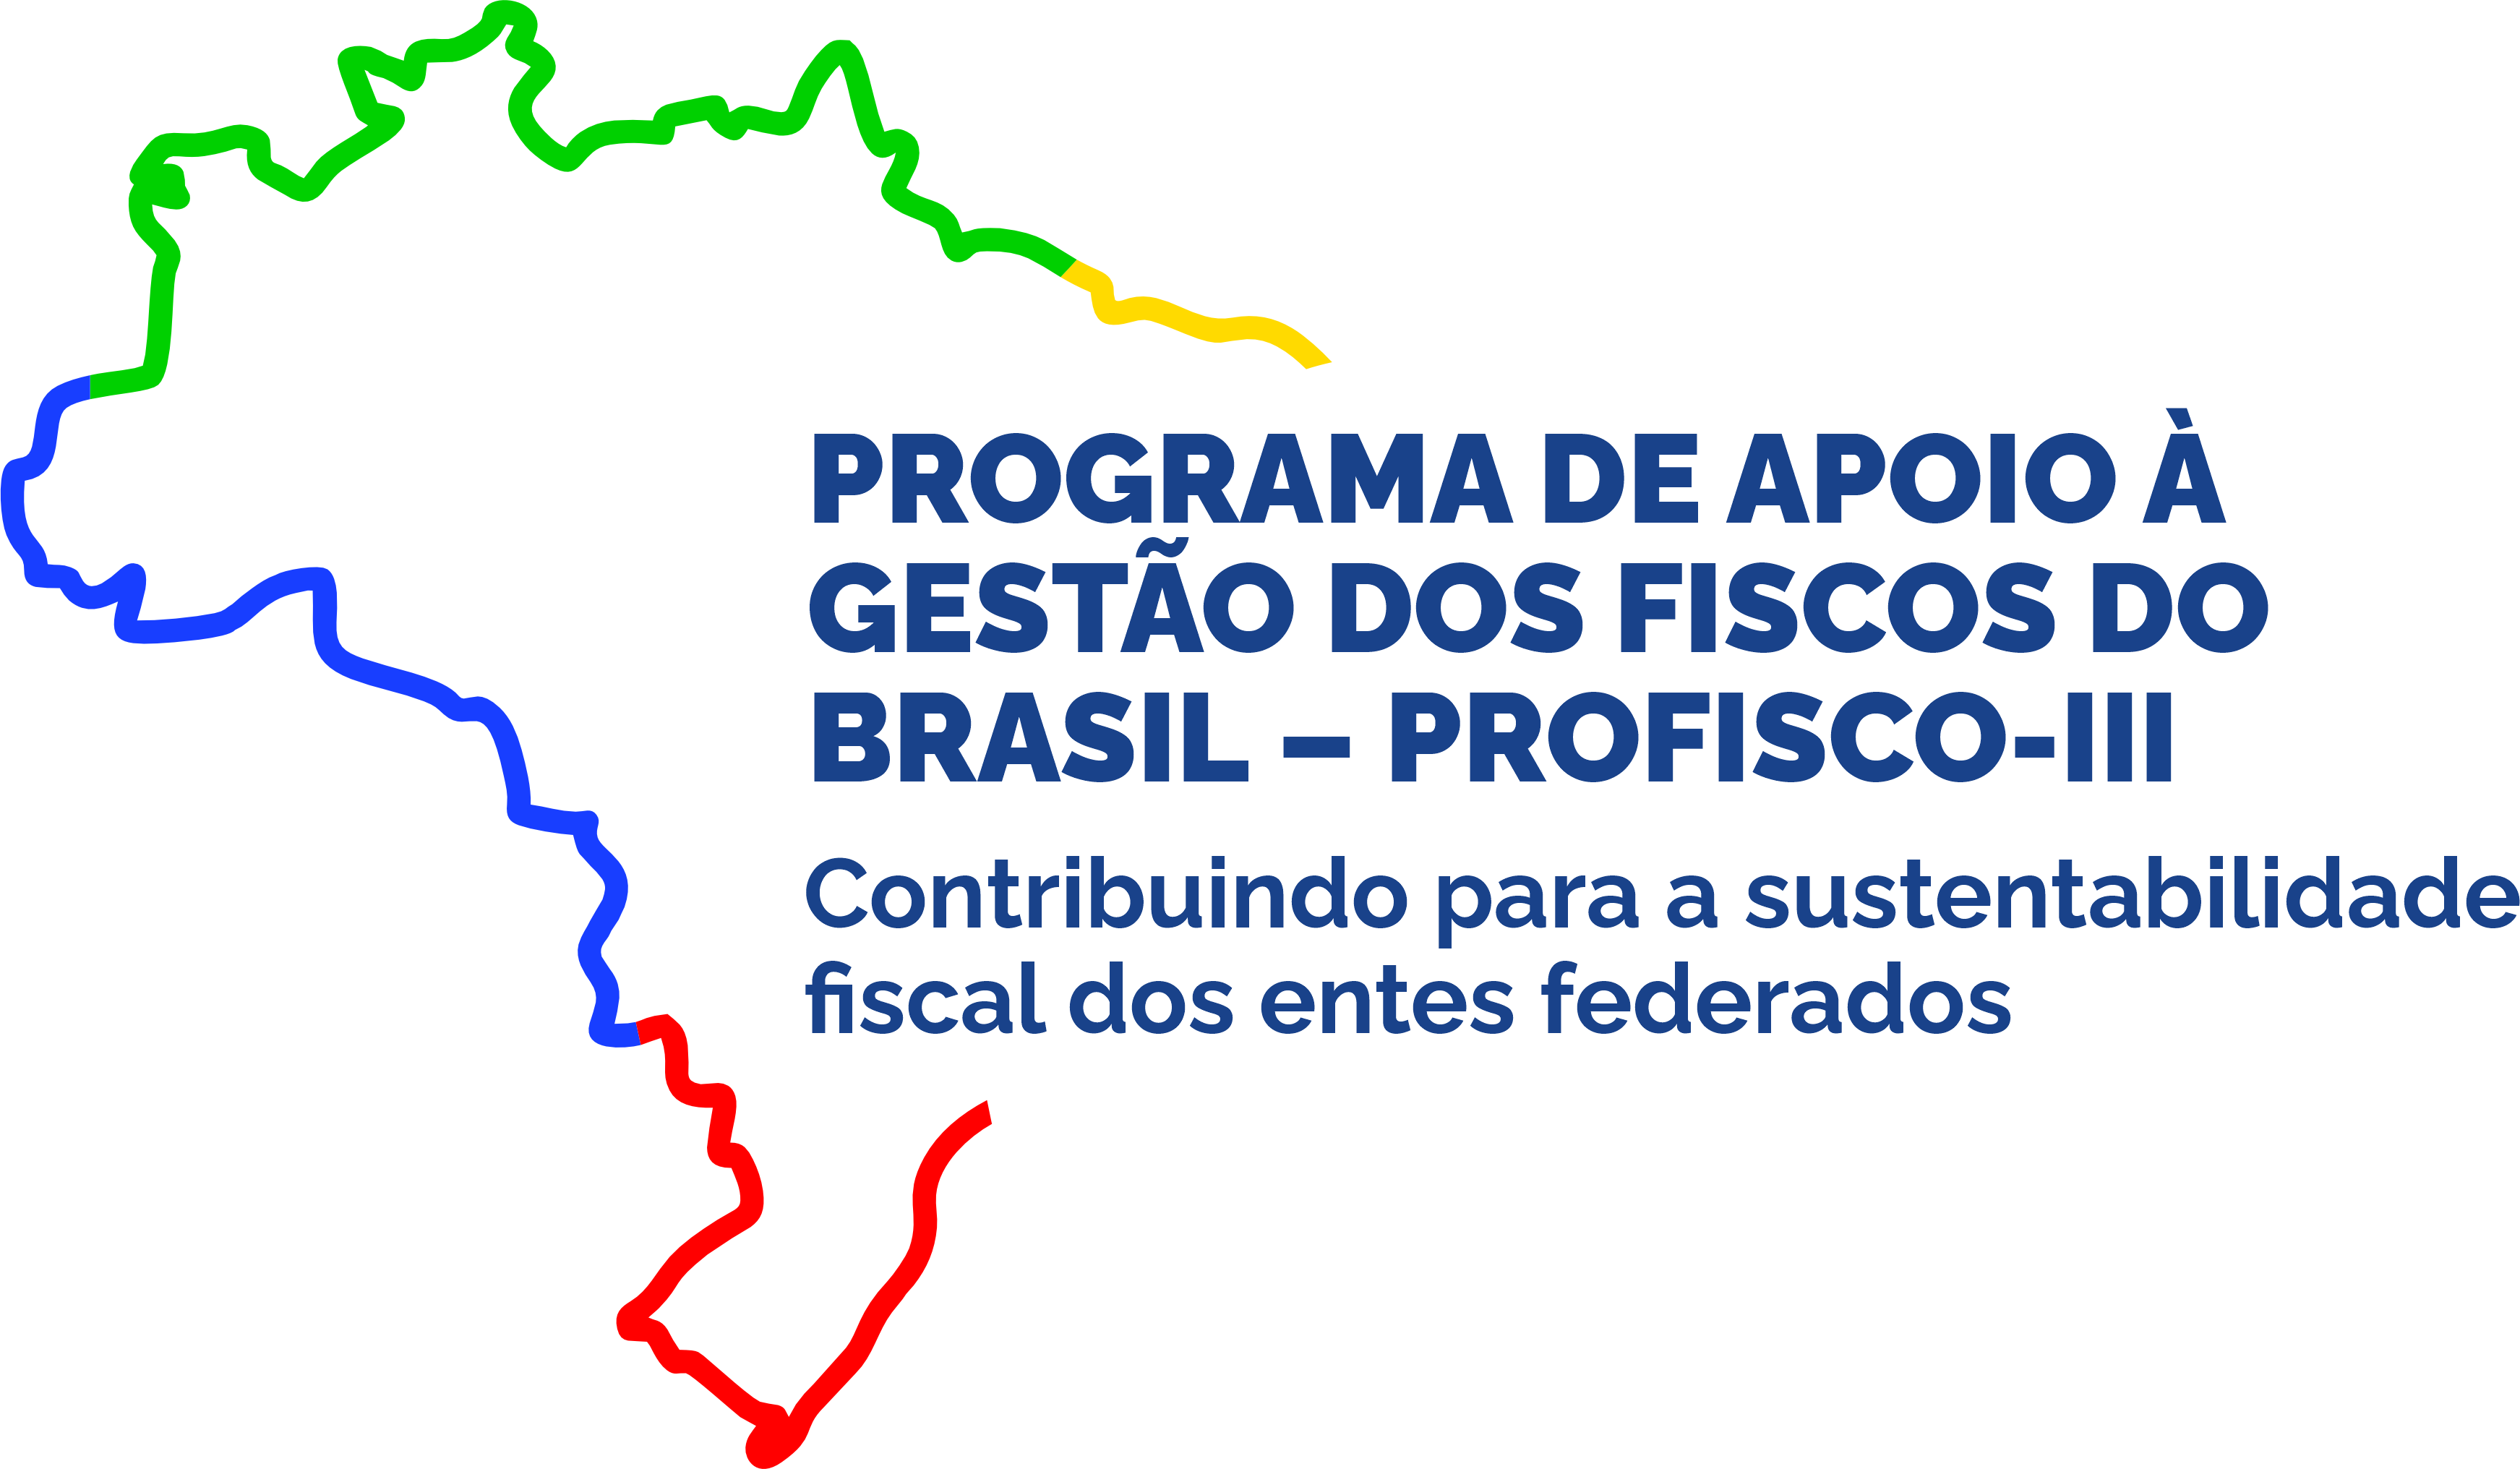 PROGRAMA DE APOIO À
GESTÃO DOS FISCOS DO
BRASIL – PROFISCO-III
Contribuindo para a sustentabilidade
fiscal dos entes federados